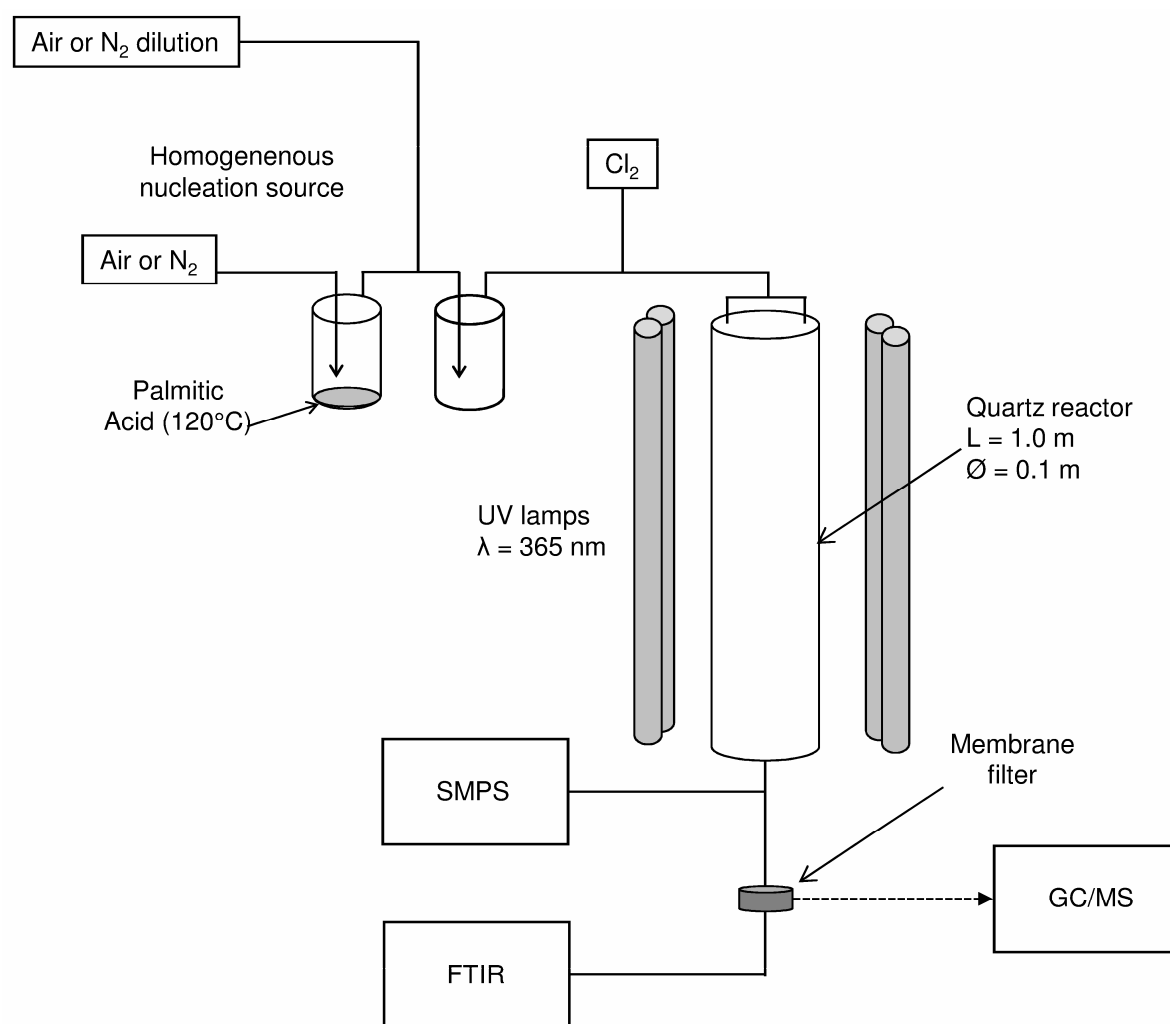 Air or N₂ dilution
Homogenenous
nucleation source
Cl₂
Air or N₂
Palmitic
Acid (120°C)
Quartz reactor
L = 1.0 m
Ø = 0.1 m
UV lamps
λ = 365 nm
Membrane
filter
SMPS
GC/MS
FTIR